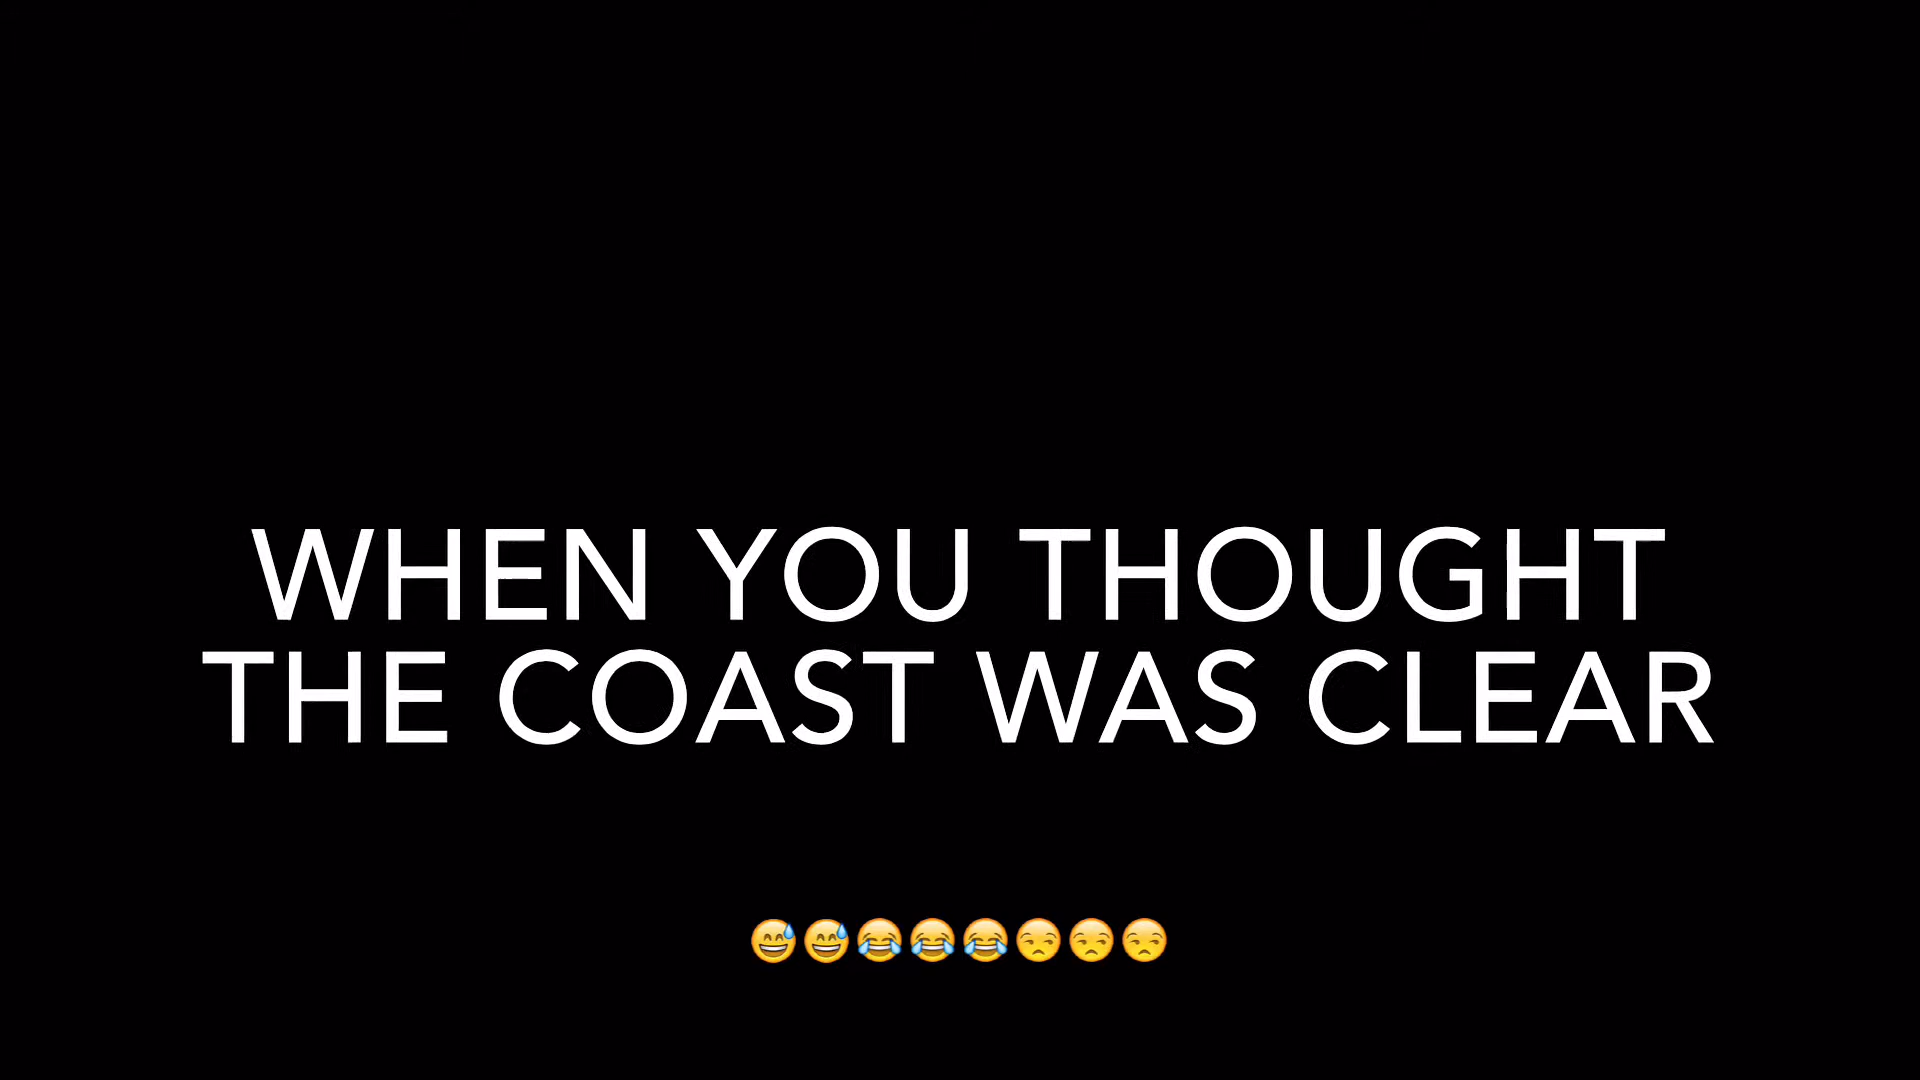 WHEN YOU THOUGHT
THE COAST WAS CLEAR
😅😅😂😂😂😒😒😒